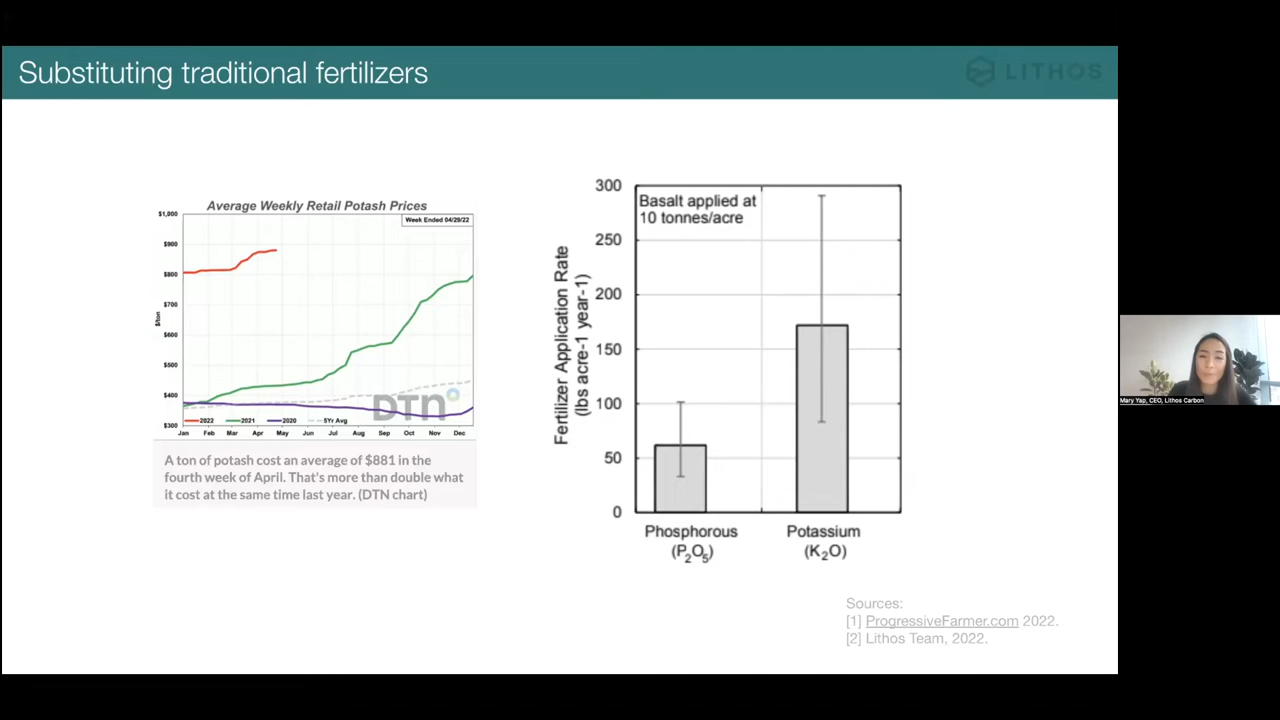 Substituting traditional fertilizers
LITHOS
Average Weekly Retail Potash Prices
Week Ended 04/29/22
$1,000
$900
$800
$700
$600
$500
$400
$300
$/ton
DTN
2022 2021 2020 5Yr Avg
Jan Feb Mar Apr May Jun Jul Aug Sep Oct Nov Dec
A ton of potash cost an average of $881 in the
fourth week of April. That's more than double what
it cost at the same time last year. (DTN chart)
Basalt applied at
10 tonnes/acre
300
250
200
150
100
50
0
Fertilizer Application Rate
(lbs acre-1 year-1)
Phosphorous
(P2O5)
Potassium
(K2O)
Sources:
[1] ProgressiveFarmer.com 2022.
[2] Lithos Team, 2022.
Mary Yap, CEO, Lithos Carbon